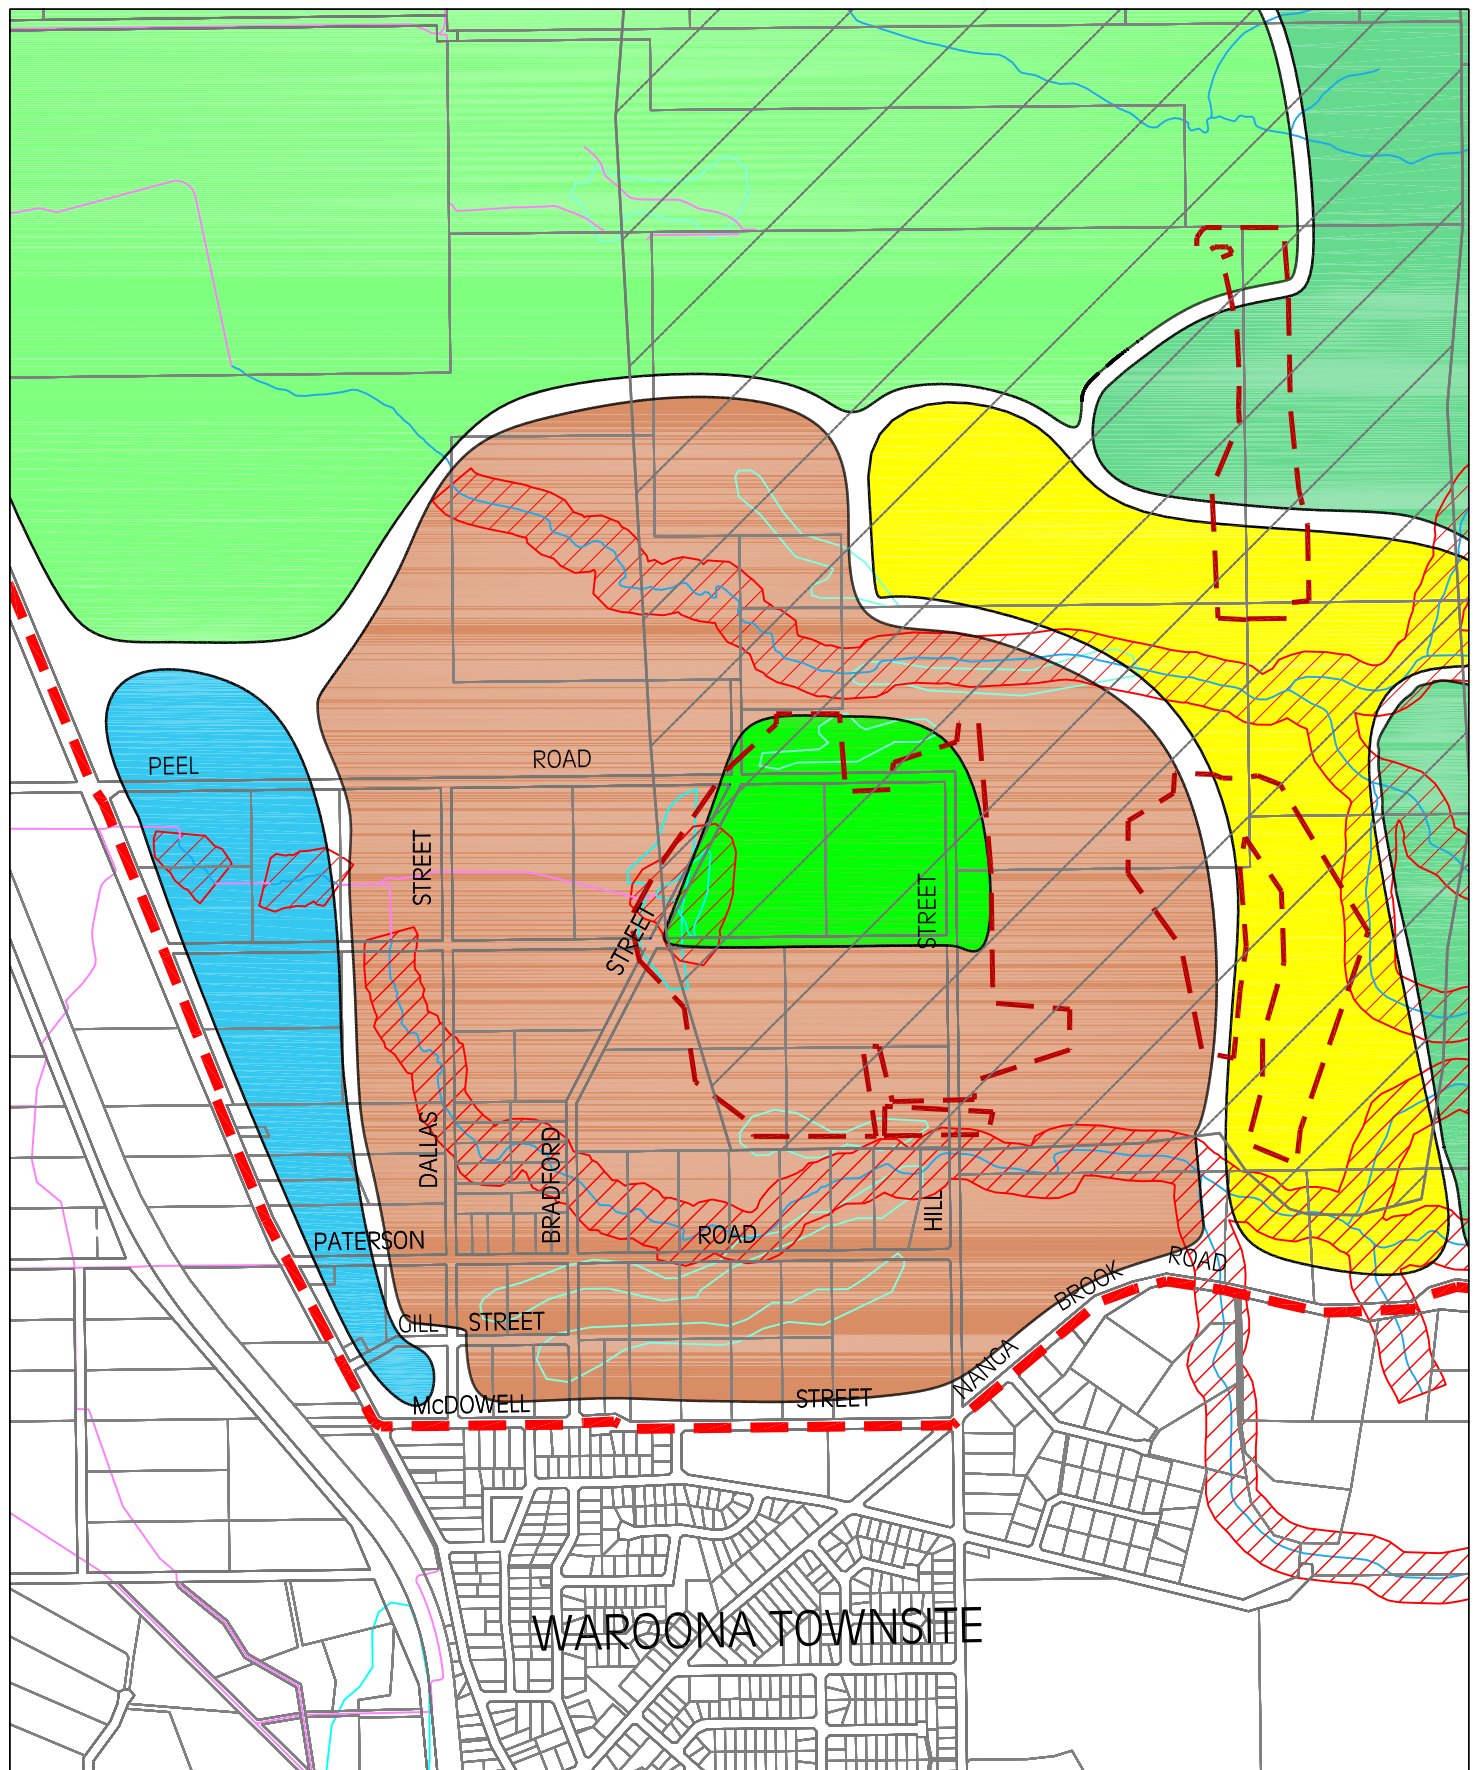 PEEL
ROAD
STREET
STREET
STREET
DALLAS
BRADFORD
HILL
PATERSON
ROAD
ROAD
BROOK
NANGA
GILL STREET
McDOWELL
STREET
WAROONA TOWNSITE